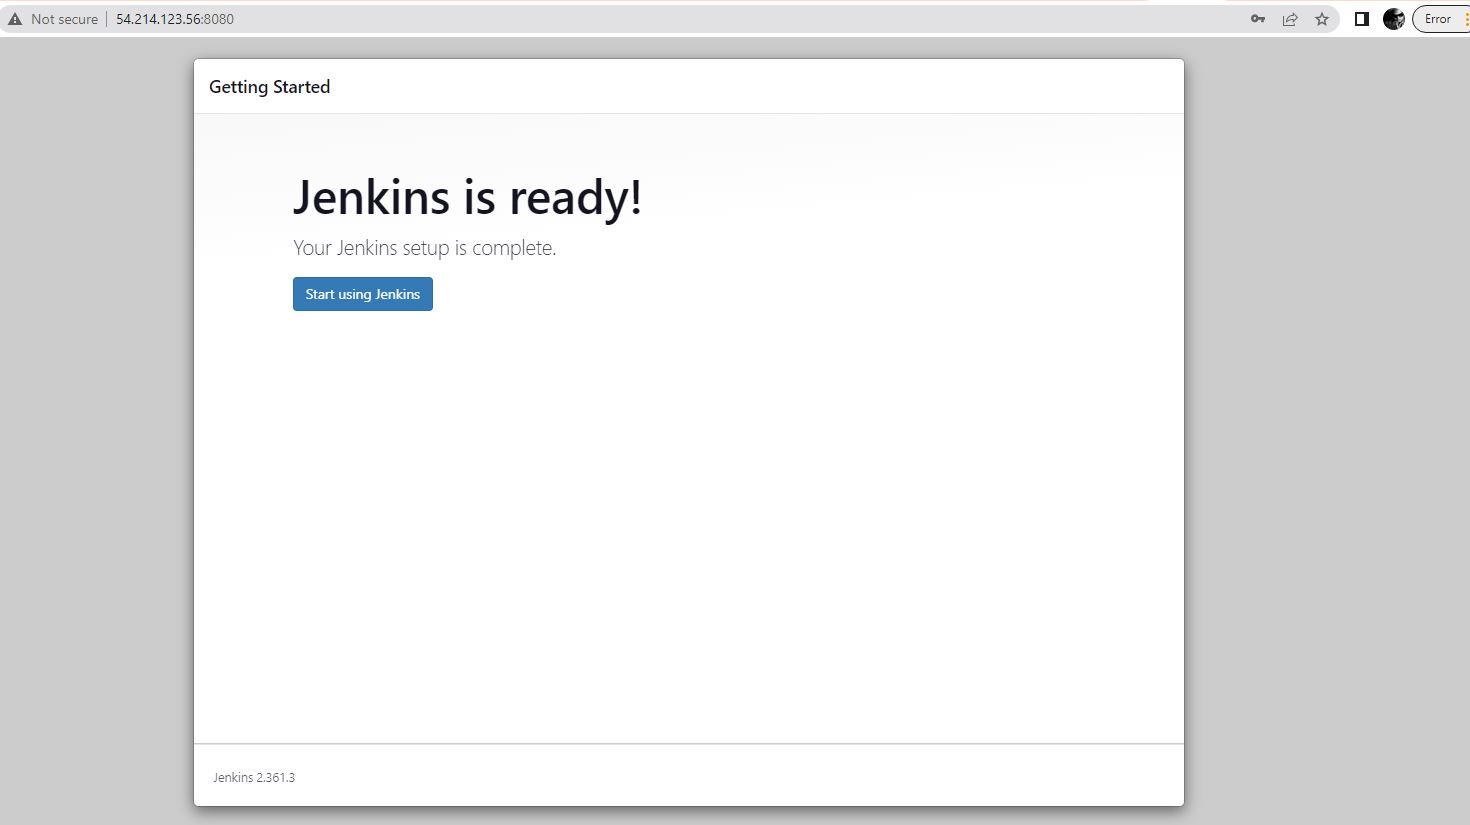 Not secure 54.214.123.56:8080
Error
Getting Started
Jenkins is ready!
Your Jenkins setup is complete.
Start using Jenkins
Jenkins 2.361.3